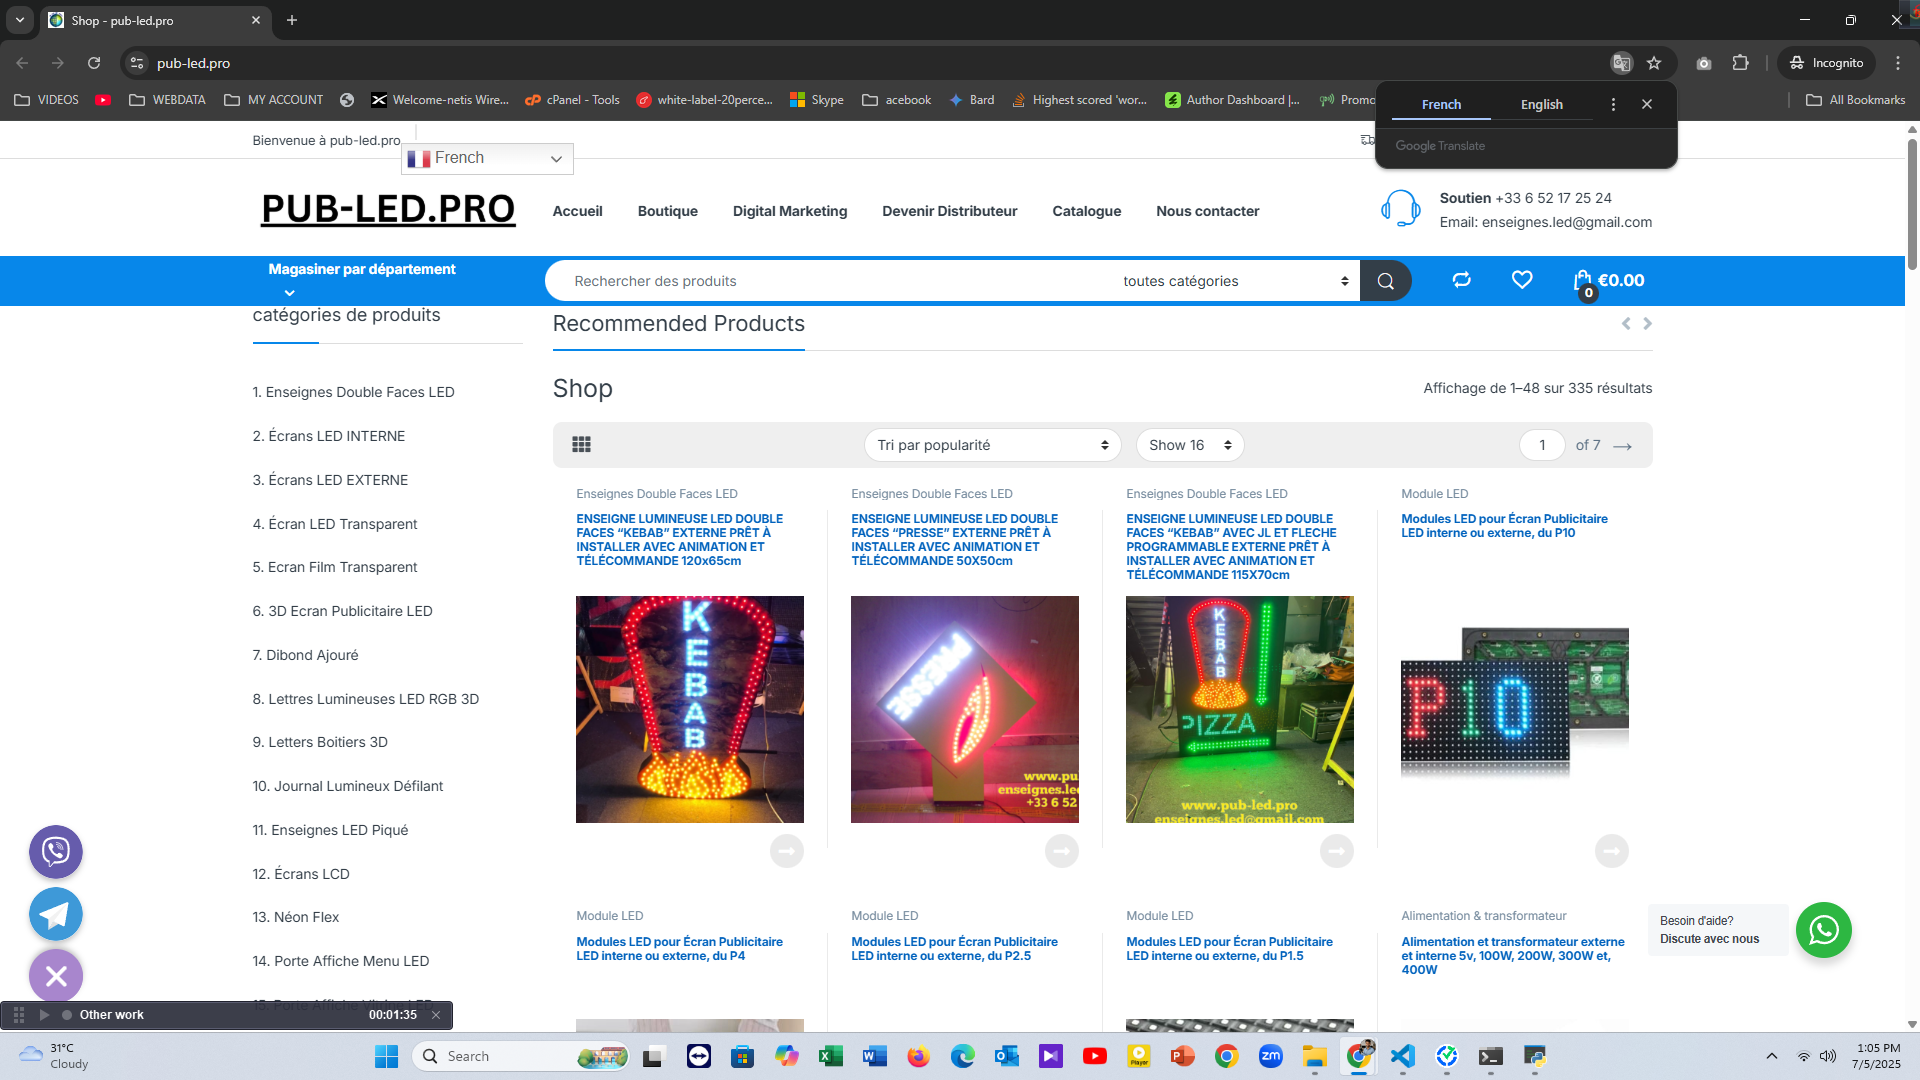 Shop - pub-led.pro
pub-led.pro
Incognito
VIDEOS
WEBDATA
MY ACCOUNT
Welcome-netis Wire...
cPanel - Tools
white-label-20perce...
Skype
acebook
Bard
Highest scored 'wor...
Author Dashboard |...
Promo
All Bookmarks
French
English
Google Translate
Bienvenue à pub-led.pro
French
PUB-LED.PRO
Accueil
Boutique
Digital Marketing
Devenir Distributeur
Catalogue
Nous contacter
Soutien +33 6 52 17 25 24
Email: enseignes.led@gmail.com
Magasiner par département
Rechercher des produits
toutes catégories
0
€0.00
catégories de produits
1. Enseignes Double Faces LED
2. Écrans LED INTERNE
3. Écrans LED EXTERNE
4. Écran LED Transparent
5. Ecran Film Transparent
6. 3D Ecran Publicitaire LED
7. Dibond Ajouré
8. Lettres Lumineuses LED RGB 3D
9. Letters Boitiers 3D
10. Journal Lumineux Défilant
11. Enseignes LED Piqué
12. Écrans LCD
13. Néon Flex
14. Porte Affiche Menu LED
15. Porte Affiche Vitrine LED
Recommended Products
Shop
Affichage de 1–48 sur 335 résultats
Tri par popularité
Show 16
1
of 7
Enseignes Double Faces LED
ENSEIGNE LUMINEUSE LED DOUBLE
FACES “KEBAB” EXTERNE PRÊT À
INSTALLER AVEC ANIMATION ET
TÉLÉCOMMANDE 120x65cm
KEBAB
Enseignes Double Faces LED
ENSEIGNE LUMINEUSE LED DOUBLE
FACES “PRESSE” EXTERNE PRÊT À
INSTALLER AVEC ANIMATION ET
TÉLÉCOMMANDE 50X50cm
PRESSE
www.pu
enseignes.le
+33 6 52
Enseignes Double Faces LED
ENSEIGNE LUMINEUSE LED DOUBLE
FACES “KEBAB” AVEC JL ET FLECHE
PROGRAMMABLE EXTERNE PRÊT À
INSTALLER AVEC ANIMATION ET
TÉLÉCOMMANDE 115X70cm
KEBAB
PIZZA
www.pub-led.pro
enseignes.led@gmail.com
Module LED
Modules LED pour Écran Publicitaire
LED interne ou externe, du P10
P10
Module LED
Modules LED pour Écran Publicitaire
LED interne ou externe, du P4
Module LED
Modules LED pour Écran Publicitaire
LED interne ou externe, du P2.5
Module LED
Modules LED pour Écran Publicitaire
LED interne ou externe, du P1.5
Alimentation & transformateur
Alimentation et transformateur externe
et interne 5v, 100W, 200W, 300W et,
400W
Besoin d'aide?
Discute avec nous
Other work
00:01:35
31°C
Cloudy
Search
Player
zm
1:05 PM
7/5/2025